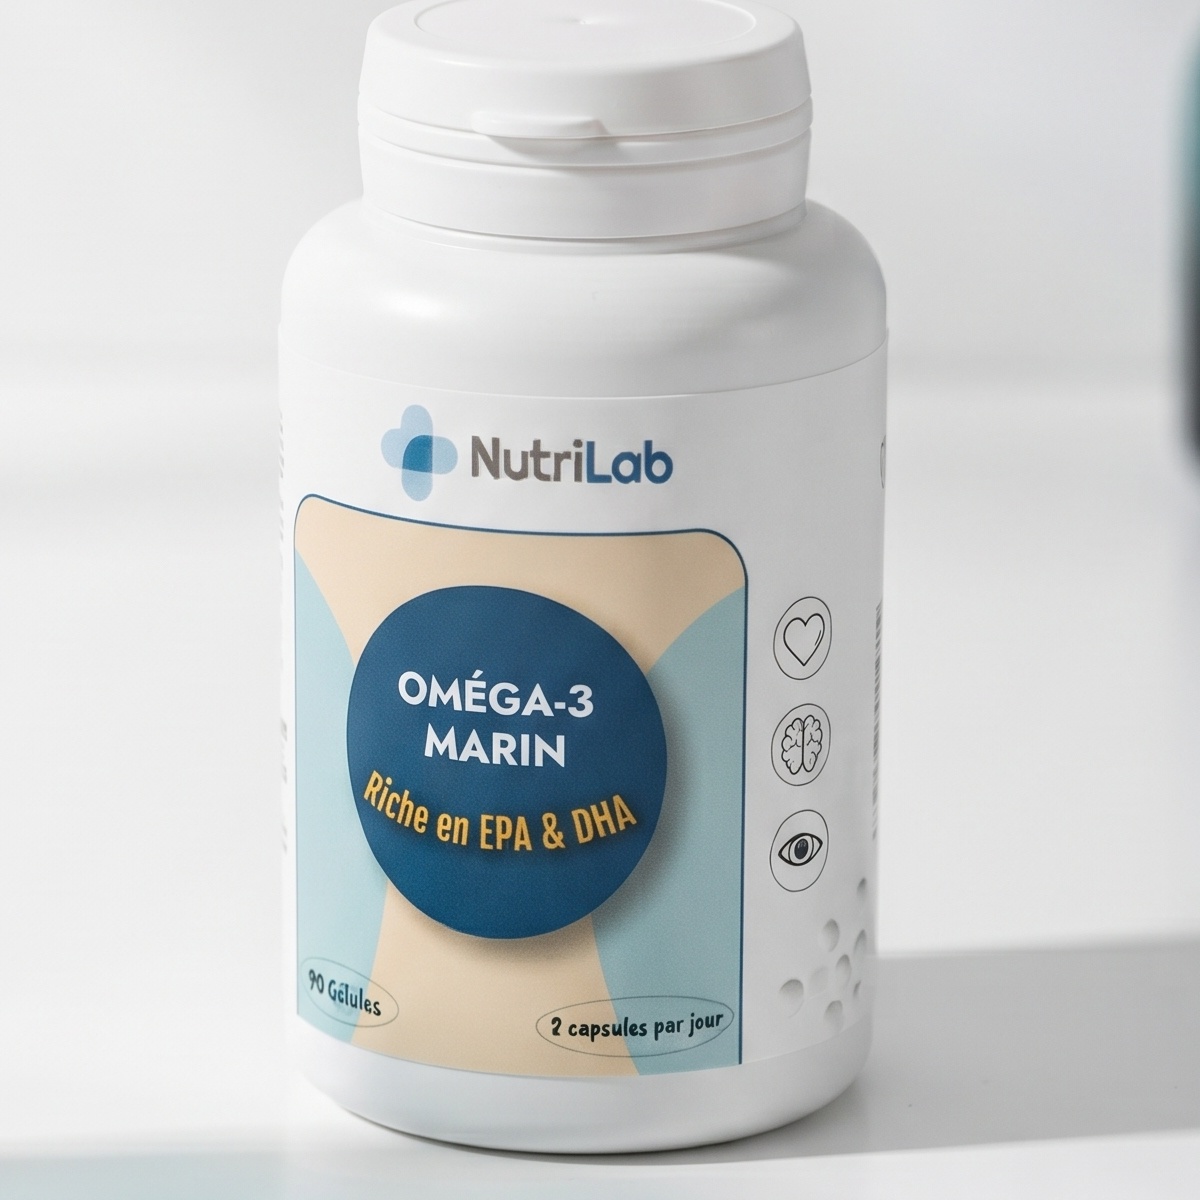 NutriLab
OMÉGA-3
MARIN
Riche en EPA & DHA
90 Gélules
2 capsules par jour